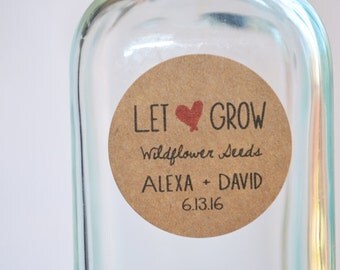 LET GROW
Wildflower Seeds
ALEXA + DAVID
6.13.16